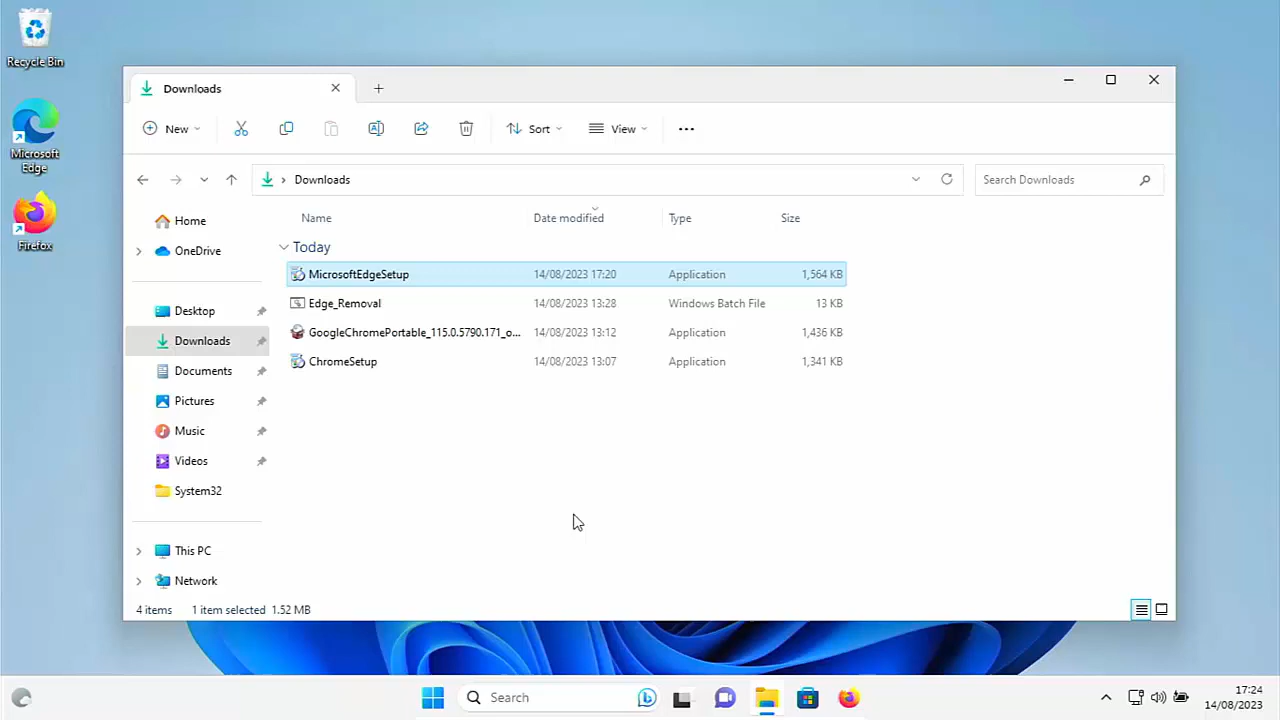 Recycle Bin
Microsoft
Edge
Firefox
Downloads
New
Sort
View
Downloads
Search Downloads
Home
OneDrive
Desktop
Downloads
Documents
Pictures
Music
Videos
System32
This PC
Network
Name Date modified Type Size
Today
MicrosoftEdgeSetup 14/08/2023 17:20 Application 1,564 KB
Edge_Removal 14/08/2023 13:28 Windows Batch File 13 KB
GoogleChromePortable_115.0.5790.171_o... 14/08/2023 13:12 Application 1,436 KB
ChromeSetup 14/08/2023 13:07 Application 1,341 KB
4 items 1 item selected 1.52 MB
Search
17:24
14/08/2023